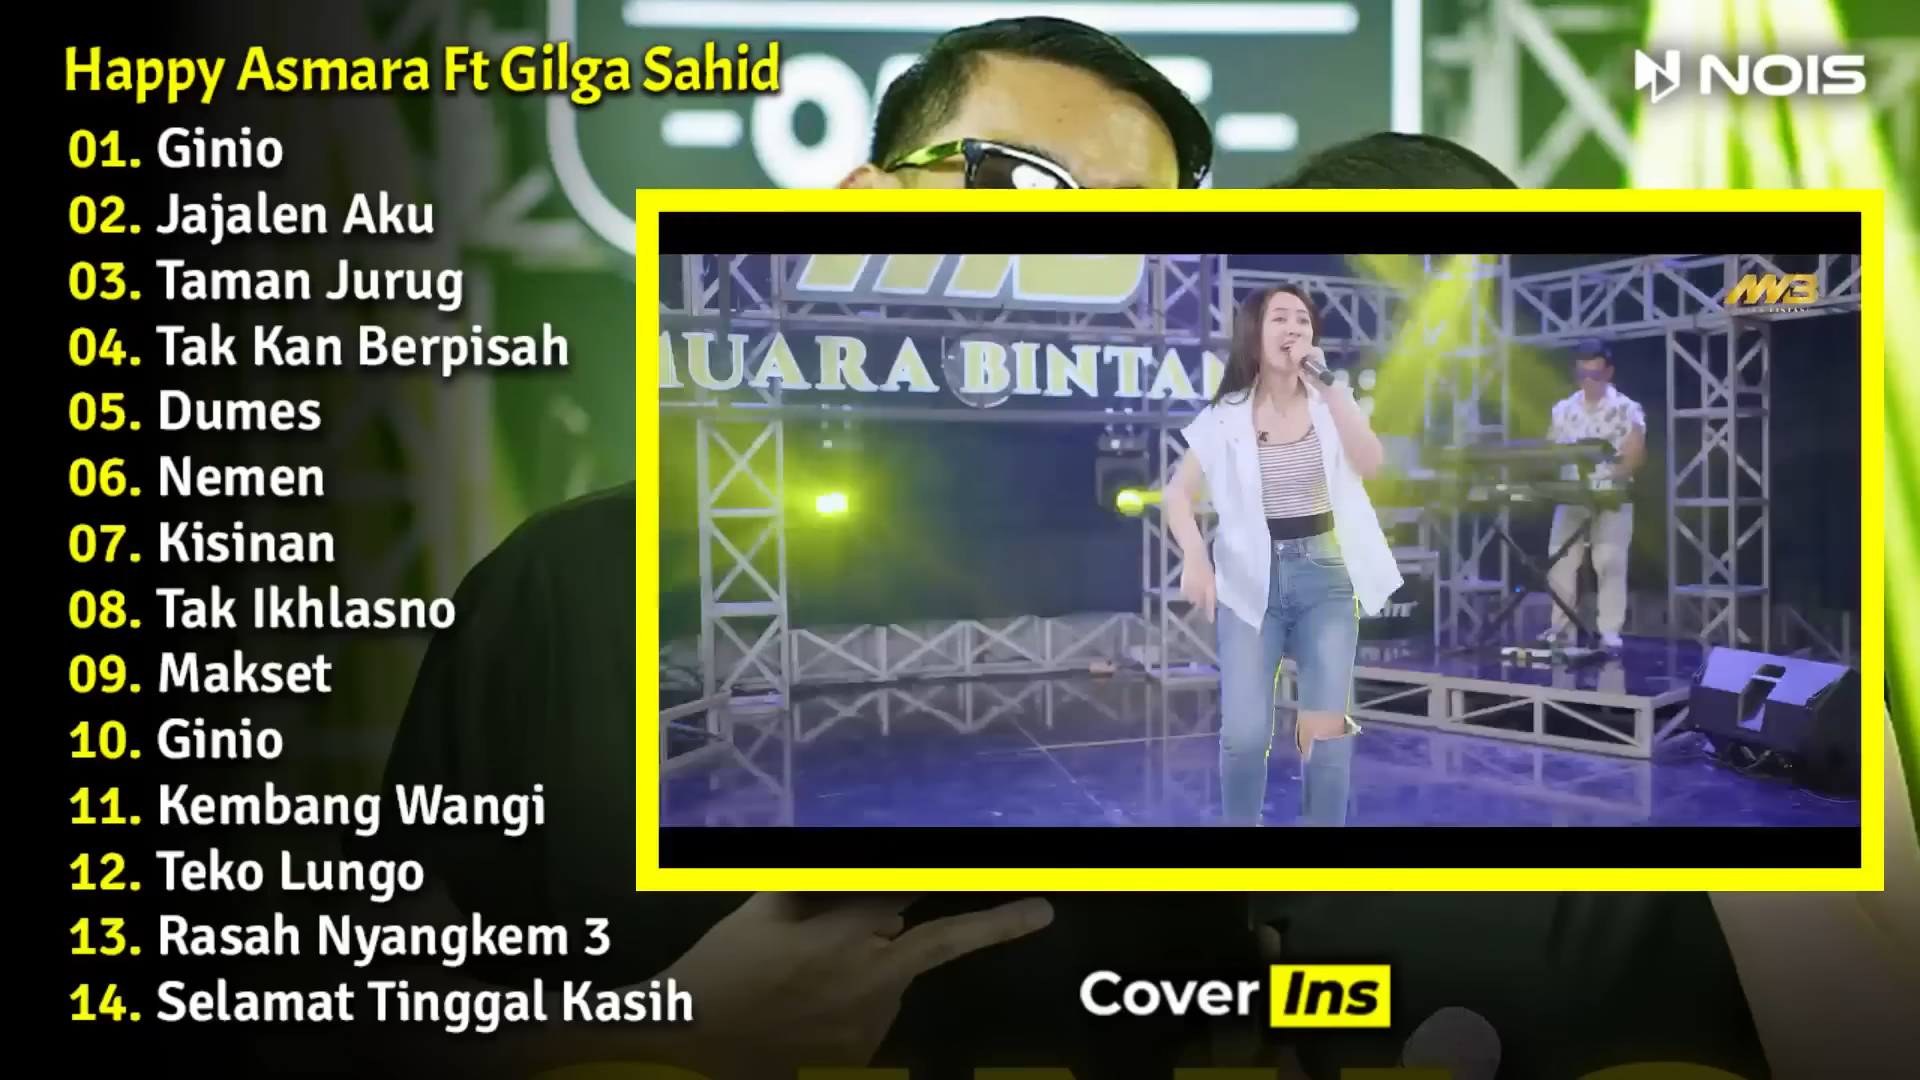 Happy Asmara Ft Gilga Sahid
NOIS
01. Ginio
02. Jajalen Aku
03. Taman Jurug
04. Tak Kan Berpisah
05. Dumes
06. Nemen
07. Kisinan
08. Tak Ikhlasno
09. Makset
10. Ginio
11. Kembang Wangi
12. Teko Lungo
13. Rasah Nyangkem 3
14. Selamat Tinggal Kasih
MUARA BINTAN
Cover Ins